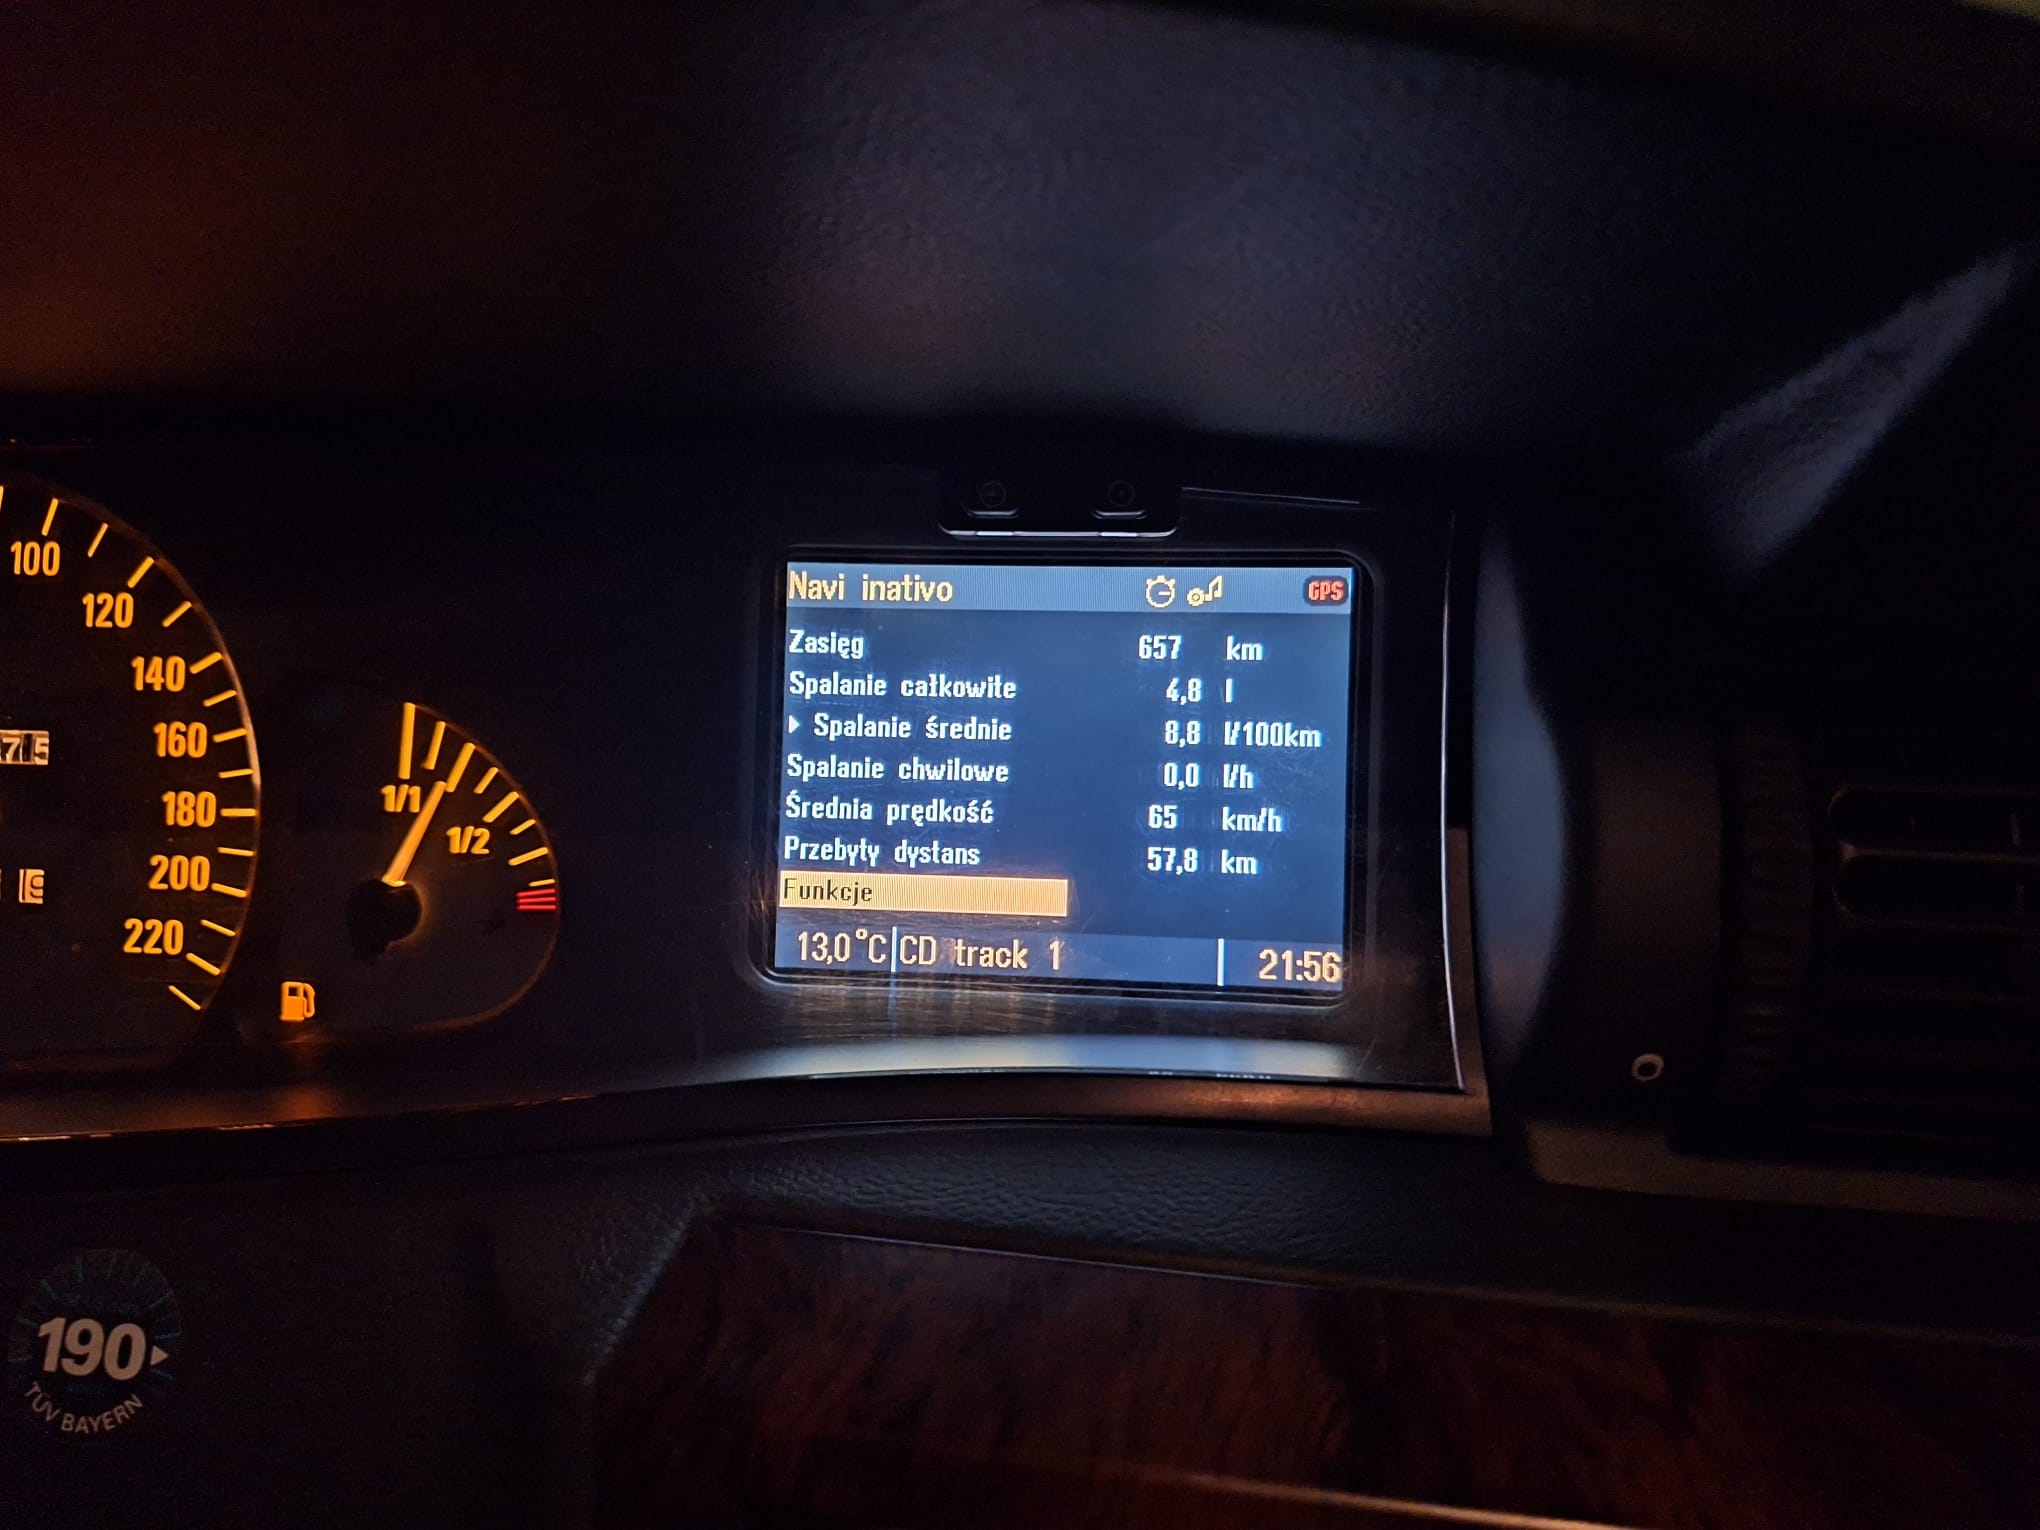 Navi inativo GPS
Zasięg 657 km
Spalanie całkowite 4,8 l
Spalanie średnie 8,8 l/100km
Spalanie chwilowe 0,0 l/h
Średnia prędkość 65 km/h
Przebyty dystans 57,8 km
Funkcje
13,0°C CD track 1 21:56
100
120
140
160
180
200
220
1/1
1/2
190
TÜV BAYERN